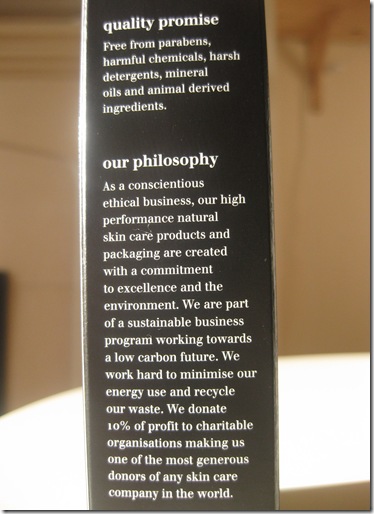 quality promise
Free from parabens,
harmful chemicals, harsh
detergents, mineral
oils and animal derived
ingredients.
our philosophy
As a conscientious
ethical business, our high
performance natural
skin care products and
packaging are created
with a commitment
to excellence and the
environment. We are part
of a sustainable business
program working towards
a low carbon future. We
work hard to minimise our
energy use and recycle
our waste. We donate
10% of profit to charitable
organisations making us
one of the most generous
donors of any skin care
company in the world.